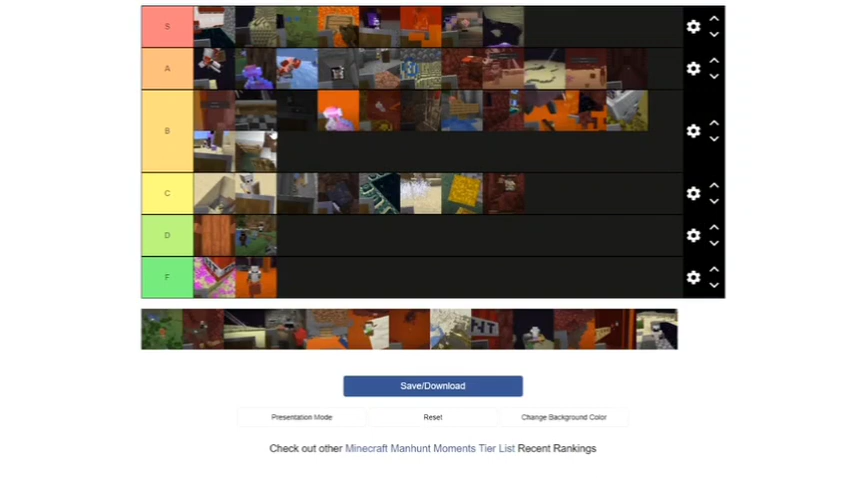 S
A
B
C
D
F
Save/Download
Presentation Mode
Reset
Change Background Color
Check out other Minecraft Manhunt Moments Tier List Recent Rankings